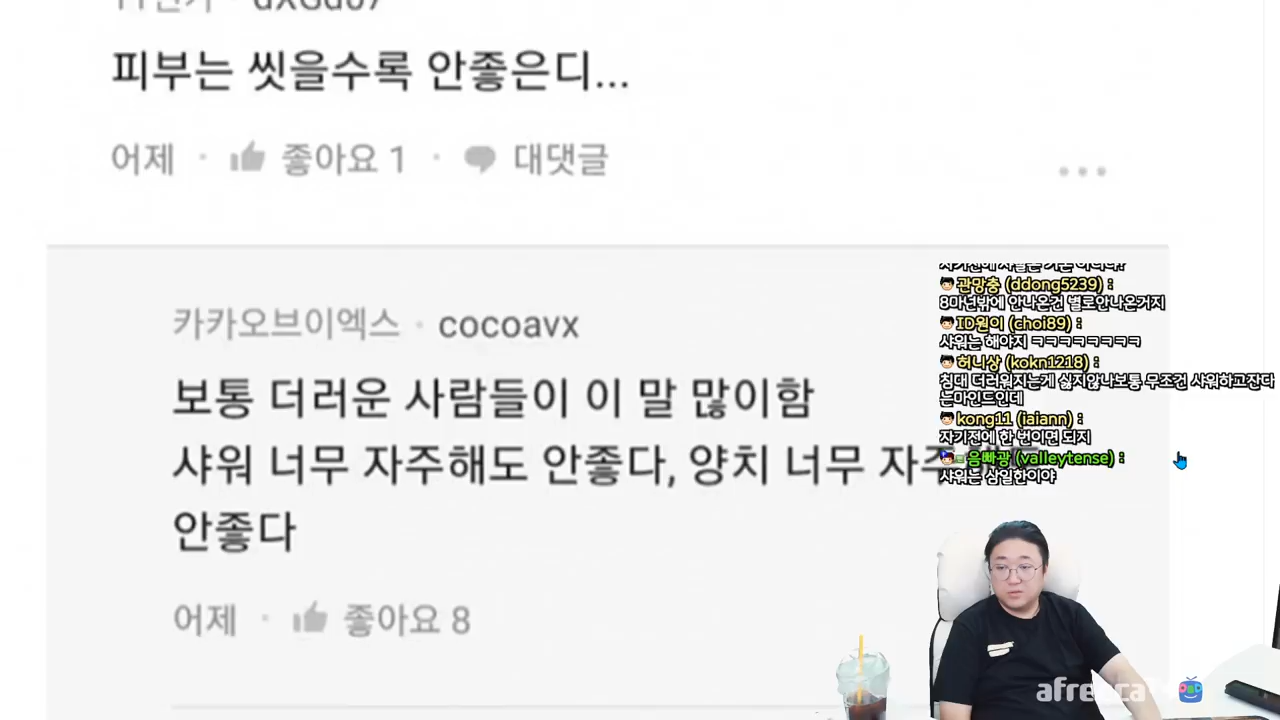 피부는 씻을수록 안좋은디...
어제 · 좋아요 1 · 대댓글
카카오브이엑스 · cocoavx
보통 더러운 사람들이 이 말 많이함
샤워 너무 자주해도 안좋다, 양치 너무 자주
안좋다
어제 · 좋아요 8
관망충 (ddong5239) :
8마넌밖에 안나온건 별로안나온거지
ID원이 (choi89) :
샤워는 해야지 ㅋㅋㅋㅋㅋㅋㅋㅋ
허니상 (kokn1218) :
침대 더러워지는게 싫지않나보통 무조건 샤워하고잔다
는마인드인데
kong11 (iaiann) :
자기전에 한 번이면 되지
음빠광 (valleytense) :
샤워는 삼일한이야